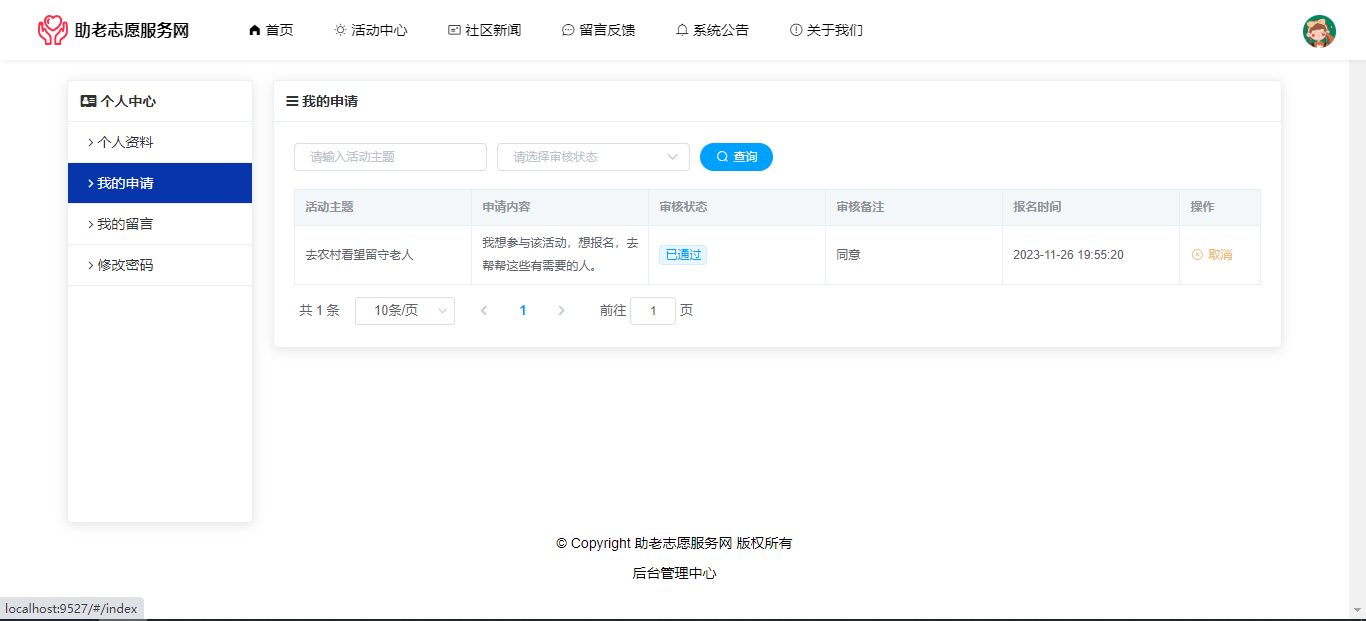 助老志愿服务网 首页 活动中心 社区新闻 留言反馈 系统公告 关于我们
个人中心
个人资料
我的申请
我的留言
修改密码
我的申请
请输入活动主题 请选择审核状态 查询
活动主题 申请内容 审核状态 审核备注 报名时间 操作
去农村看望留守老人 我想参与该活动，想报名，去
帮帮这些有需要的人。 已通过 同意 2023-11-26 19:55:20 取消
共 1 条 10条/页 1 前往 1 页
© Copyright 助老志愿服务网 版权所有
后台管理中心
localhost:9527/#/index